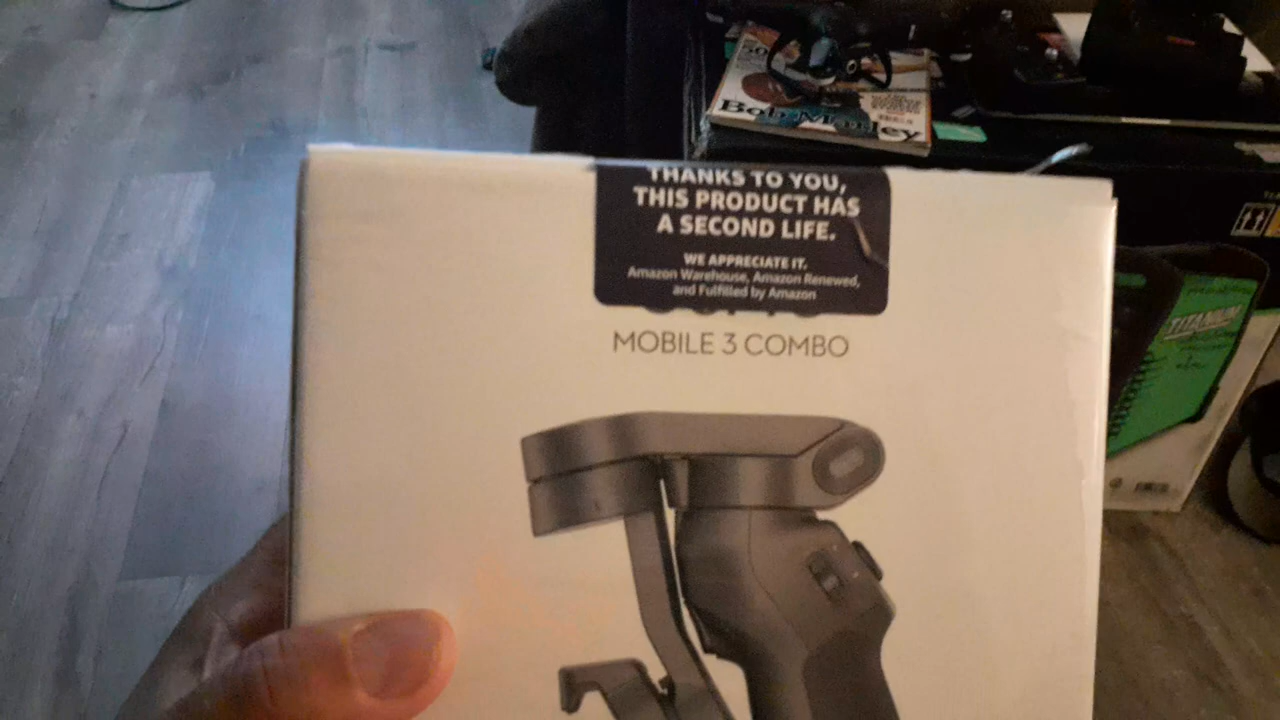 50
Bob Marley
THANKS TO YOU,
THIS PRODUCT HAS
A SECOND LIFE.
WE APPRECIATE IT.
Amazon Warehouse, Amazon Renewed,
and Fulfilled by Amazon
MOBILE 3 COMBO
TITANIUM